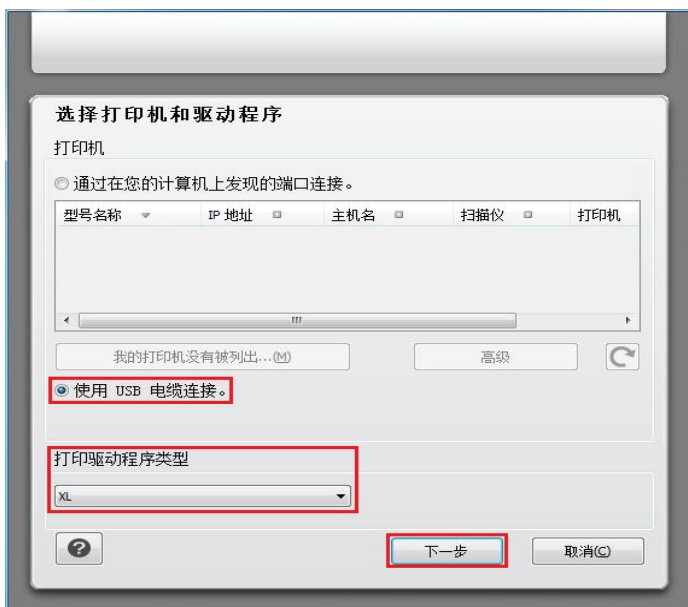 选择打印机和驱动程序
打印机
通过在您的计算机上发现的端口连接。
型号名称 IP 地址 主机名 扫描仪 打印机
我的打印机没有被列出...(M) 高级
使用 USB 电缆连接。
打印驱动程序类型
XL
? 下一步 取消(C)